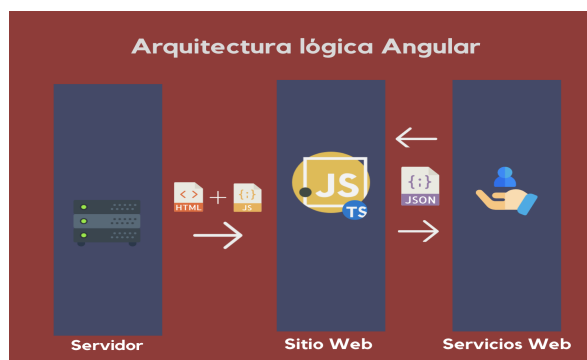 Arquitectura lógica Angular
< >
HTML
+
{;}
JS
JS
TS
{;}
JSON
Servidor
Sitio Web
Servicios Web